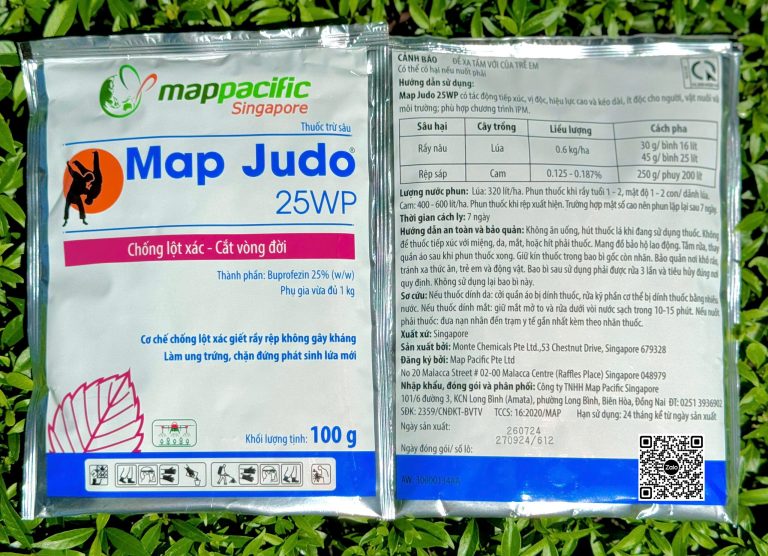 mappacific
Singapore
Thuốc trừ sâu
Map Judo®
25WP
Chống lột xác - Cắt vòng đời
Thành phần: Buprofezin 25% (w/w)
Phụ gia vừa đủ 1 kg
Cơ chế chống lột xác giết rầy rệp không gây kháng
Làm ung trứng, chặn đứng phát sinh lứa mới
Khối lượng tịnh: 100 g
CẢNH BÁO ĐỂ XA TẦM VỚI CỦA TRẺ EM
Có thể có hại nếu nuốt phải
Hướng dẫn sử dụng:
Map Judo 25WP có tác động tiếp xúc, vị độc, hiệu lực cao và kéo dài, ít độc cho người, vật nuôi và
môi trường; phù hợp chương trình IPM.
Sâu hại Cây trồng Liều lượng Cách pha
Rầy nâu Lúa 0.6 kg/ha 30 g/ bình 16 lít
45 g/ bình 25 lít
Rệp sáp Cam 0.125 - 0.187% 250 g/ phuy 200 lít
Lượng nước phun: Lúa: 320 lít/ha. Phun thuốc khi rầy tuổi 1 - 2, mật độ 1 - 2 con/ dảnh lúa.
Cam: 400 - 600 lít/ha. Phun thuốc khi rệp xuất hiện. Trường hợp mật số cao nên phun lặp lại sau 7 ngày.
Thời gian cách ly: 7 ngày
Hướng dẫn an toàn và bảo quản: Không ăn uống, hút thuốc lá khi đang sử dụng thuốc. Không
để thuốc tiếp xúc với miệng, da, mắt, hoặc hít phải thuốc. Mang đồ bảo hộ lao động. Tắm rửa, thay
quần áo sau khi phun thuốc xong. Giữ kín thuốc trong bao bì gốc còn nhãn. Bảo quản nơi khô ráo,
tránh xa thức ăn, trẻ em và động vật. Bao bì sau sử dụng phải được rửa 3 lần và tiêu hủy đúng nơi
quy định. Không sử dụng lại bao bì này.
Sơ cứu: Nếu thuốc dính da: cởi quần áo bị dính thuốc, rửa kỹ phần cơ thể bị dính thuốc bằng nhiều
nước. Nếu thuốc dính mắt: giữ mắt mở to và rửa dưới vòi nước sạch trong 10-15 phút. Nếu nuốt
phải thuốc: đưa nạn nhân đến trạm y tế gần nhất kèm theo nhãn thuốc.
Xuất xứ: Singapore
Sản xuất bởi: Monte Chemicals Pte Ltd.,53 Chestnut Drive, Singapore 679328
Đăng ký bởi: Map Pacific Pte Ltd
No 20 Malacca Street # 02-00 Malacca Centre (Raffles Place) Singapore 048979
Nhập khẩu, đóng gói và phân phối: Công ty TNHH Map Pacific Singapore
101/6 đường 3, KCN Long Bình (Amata), phường Long Bình, Biên Hòa, Đồng Nai ĐT: 0251 3936902
SĐK: 2359/CNĐKT-BVTV TCCS: 16:2020/MAP Hạn sử dụng: 24 tháng kể từ ngày sản xuất
Ngày sản xuất: 260724
Ngày đóng gói/ số lô: 270924/612
Zalo